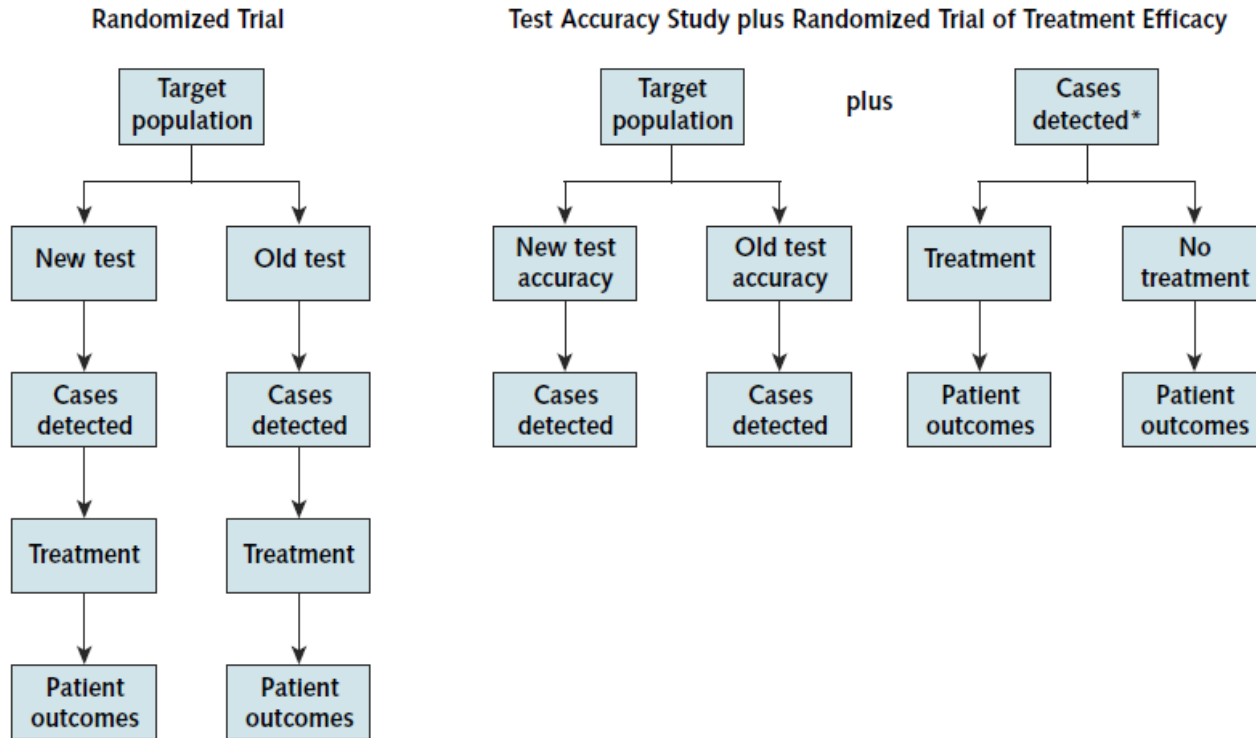 Randomized Trial
Target
population
New test
Old test
Cases
detected
Cases
detected
Treatment
Treatment
Patient
outcomes
Patient
outcomes
Test Accuracy Study plus Randomized Trial of Treatment Efficacy
Target
population
plus
Cases
detected*
New test
accuracy
Old test
accuracy
Treatment
No
treatment
Cases
detected
Cases
detected
Patient
outcomes
Patient
outcomes